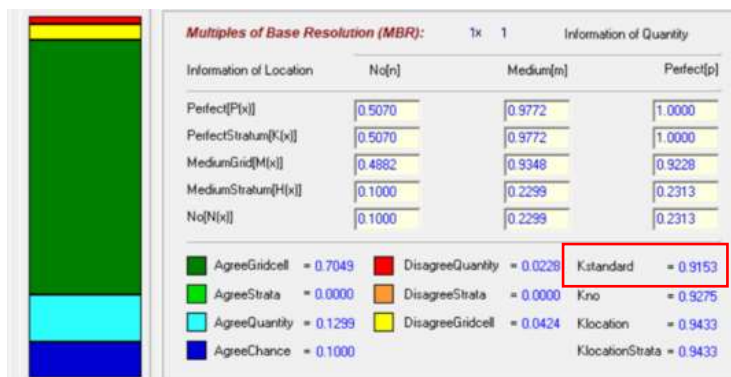 Multiples of Base Resolution (MBR): 1x 1 Information of Quantity
Information of Location No[n] Medium[m] Perfect[p]
Perfect[P(x)] 0.5070 0.9772 1.0000
PerfectStratum[K(x)] 0.5070 0.9772 1.0000
MediumGrid[M(x)] 0.4882 0.9348 0.9228
MediumStratum[H(x)] 0.1000 0.2299 0.2313
No[N(x)] 0.1000 0.2299 0.2313
AgreeGridcell = 0.7049 DisagreeQuantity = 0.0228 Kstandard = 0.9153
AgreeStrata = 0.0000 DisagreeStrata = 0.0000 Kno = 0.9275
AgreeQuantity = 0.1299 DisagreeGridcell = 0.0424 Klocation = 0.9433
AgreeChance = 0.1000 KlocationStrata = 0.9433